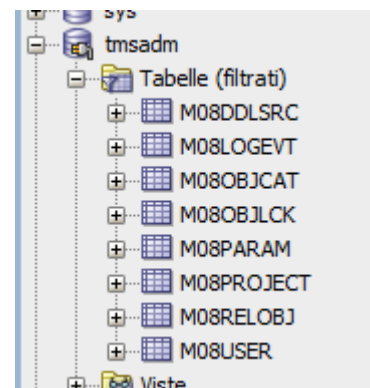 sys
tmsadm
Tabelle (filtrati)
M08DDLSRC
M08LOGEVT
M08OBJCAT
M08OBJLCK
M08PARAM
M08PROJECT
M08RELOBJ
M08USER
Viste